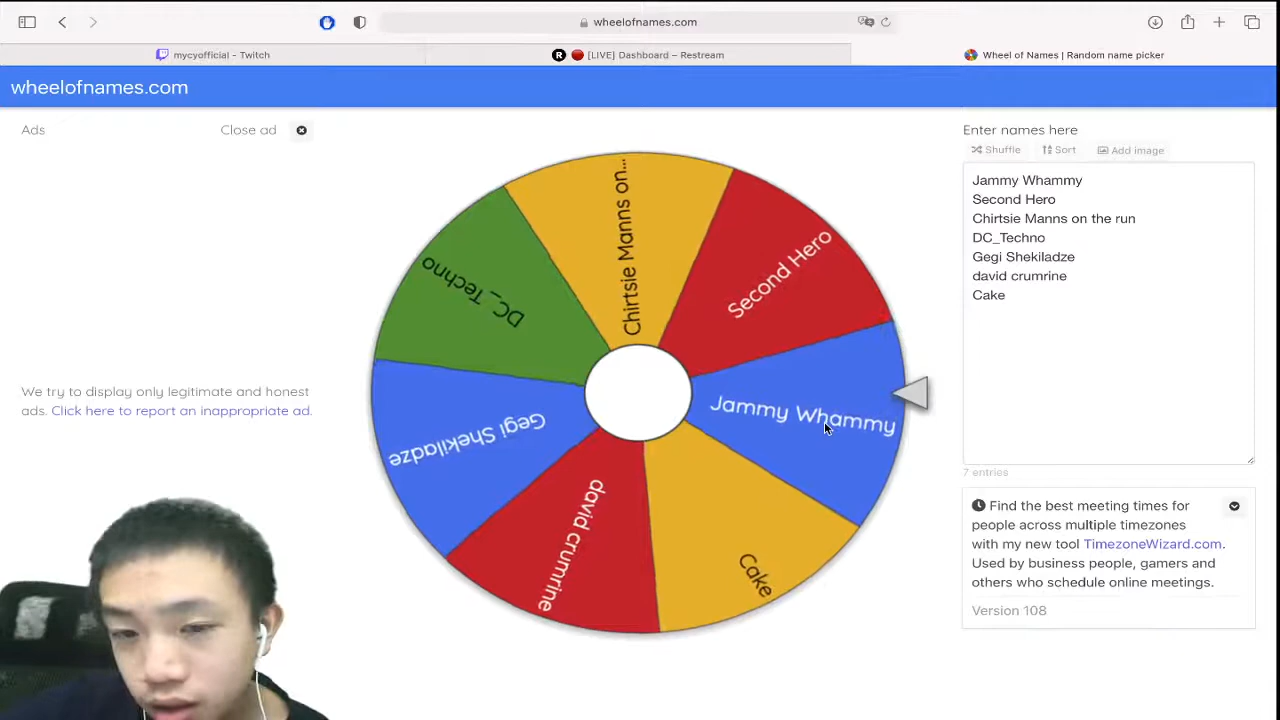 wheelofnames.com
mycyofficial - Twitch
R
[LIVE] Dashboard – Restream
Wheel of Names | Random name picker
wheelofnames.com
Ads
Close ad
We try to display only legitimate and honest
ads. Click here to report an inappropriate ad.
Chirtsie Manns on...
Second Hero
Jammy Whammy
Cake
david crumrine
Gegi Shekiladze
DC_Techno
Enter names here
Shuffle
Sort
Add image
Jammy Whammy
Second Hero
Chirtsie Manns on the run
DC_Techno
Gegi Shekiladze
david crumrine
Cake
7 entries
Find the best meeting times for
people across multiple timezones
with my new tool TimezoneWizard.com.
Used by business people, gamers and
others who schedule online meetings.
Version 108